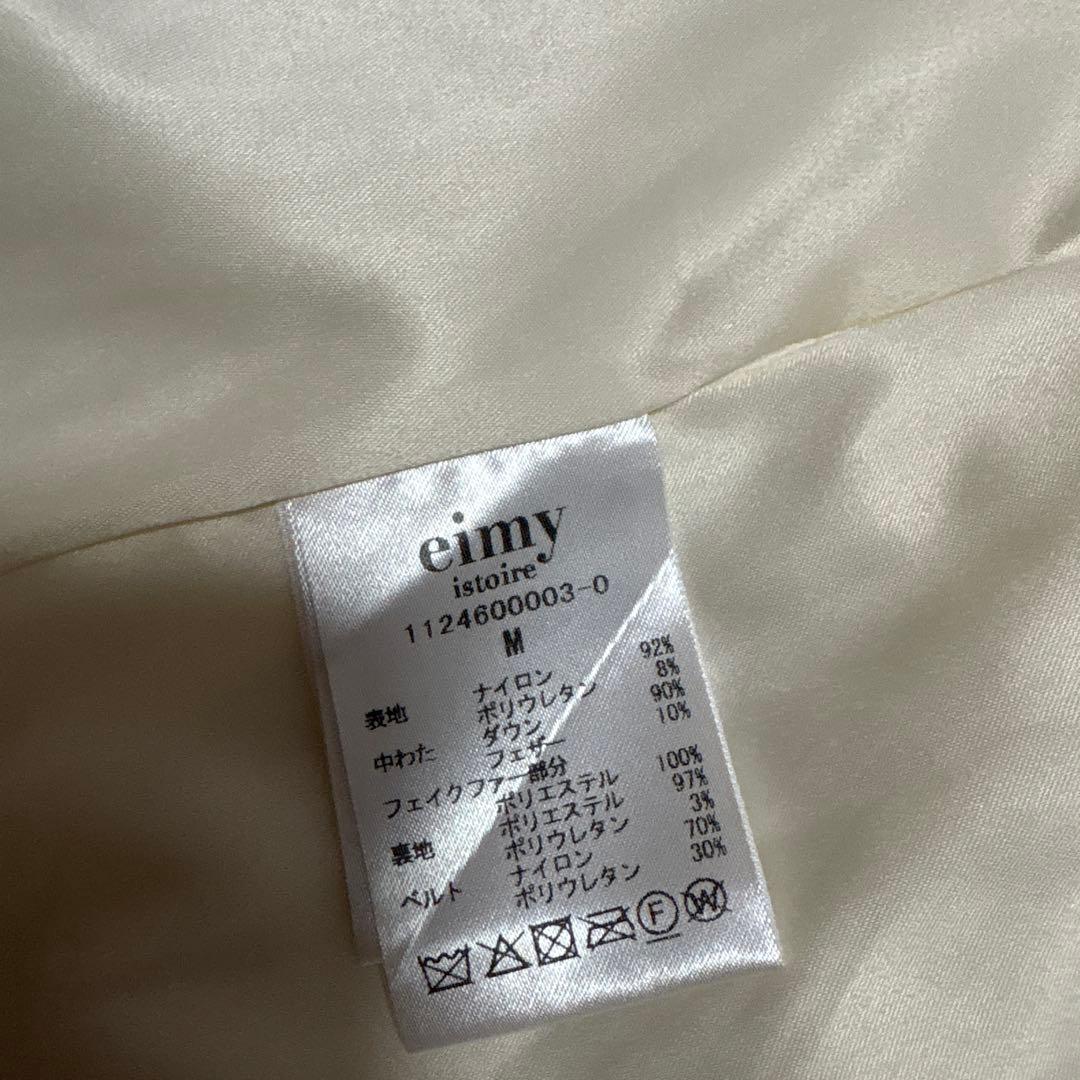 eimy
istoire
1124600003-0
M
表地 ナイロン 92%
ポリウレタン 8%
中わた ダウン 90%
フェザー 10%
フェイクファー部分
ポリエステル 100%
裏地 ポリエステル 97%
ポリウレタン 3%
ベルト ナイロン 70%
ポリウレタン 30%
F W